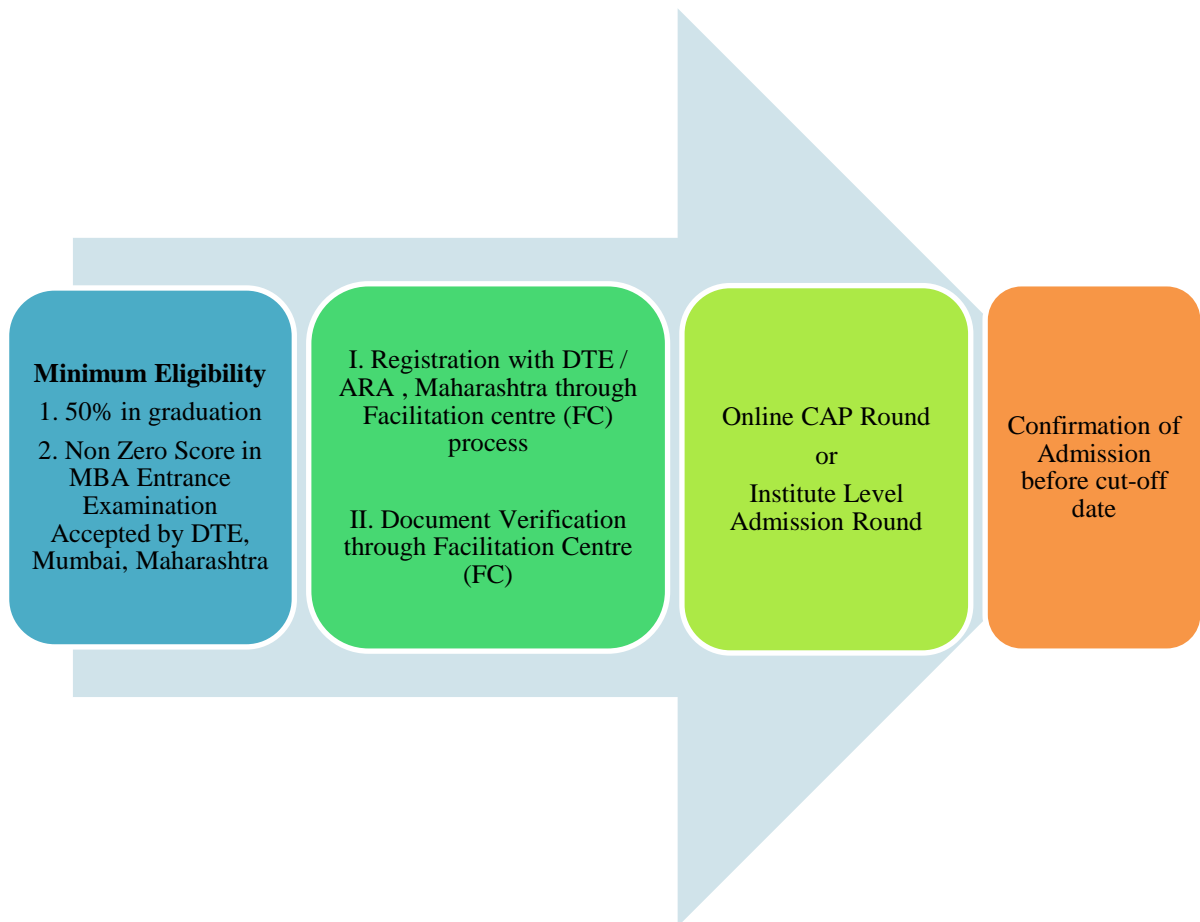 Minimum Eligibility
1. 50% in graduation
2. Non Zero Score in
MBA Entrance
Examination
Accepted by DTE,
Mumbai, Maharashtra
I. Registration with DTE /
ARA , Maharashtra through
Facilitation centre (FC)
process
II. Document Verification
through Facilitation Centre
(FC)
Online CAP Round
or
Institute Level
Admission Round
Confirmation of
Admission
before cut-off
date